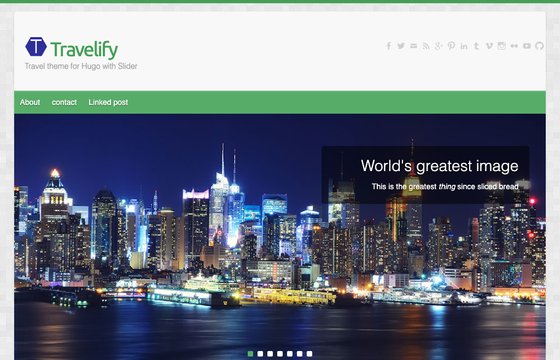 T Travelify
Travel theme for Hugo with Slider
About contact Linked post
World's greatest image
This is the greatest thing since sliced bread